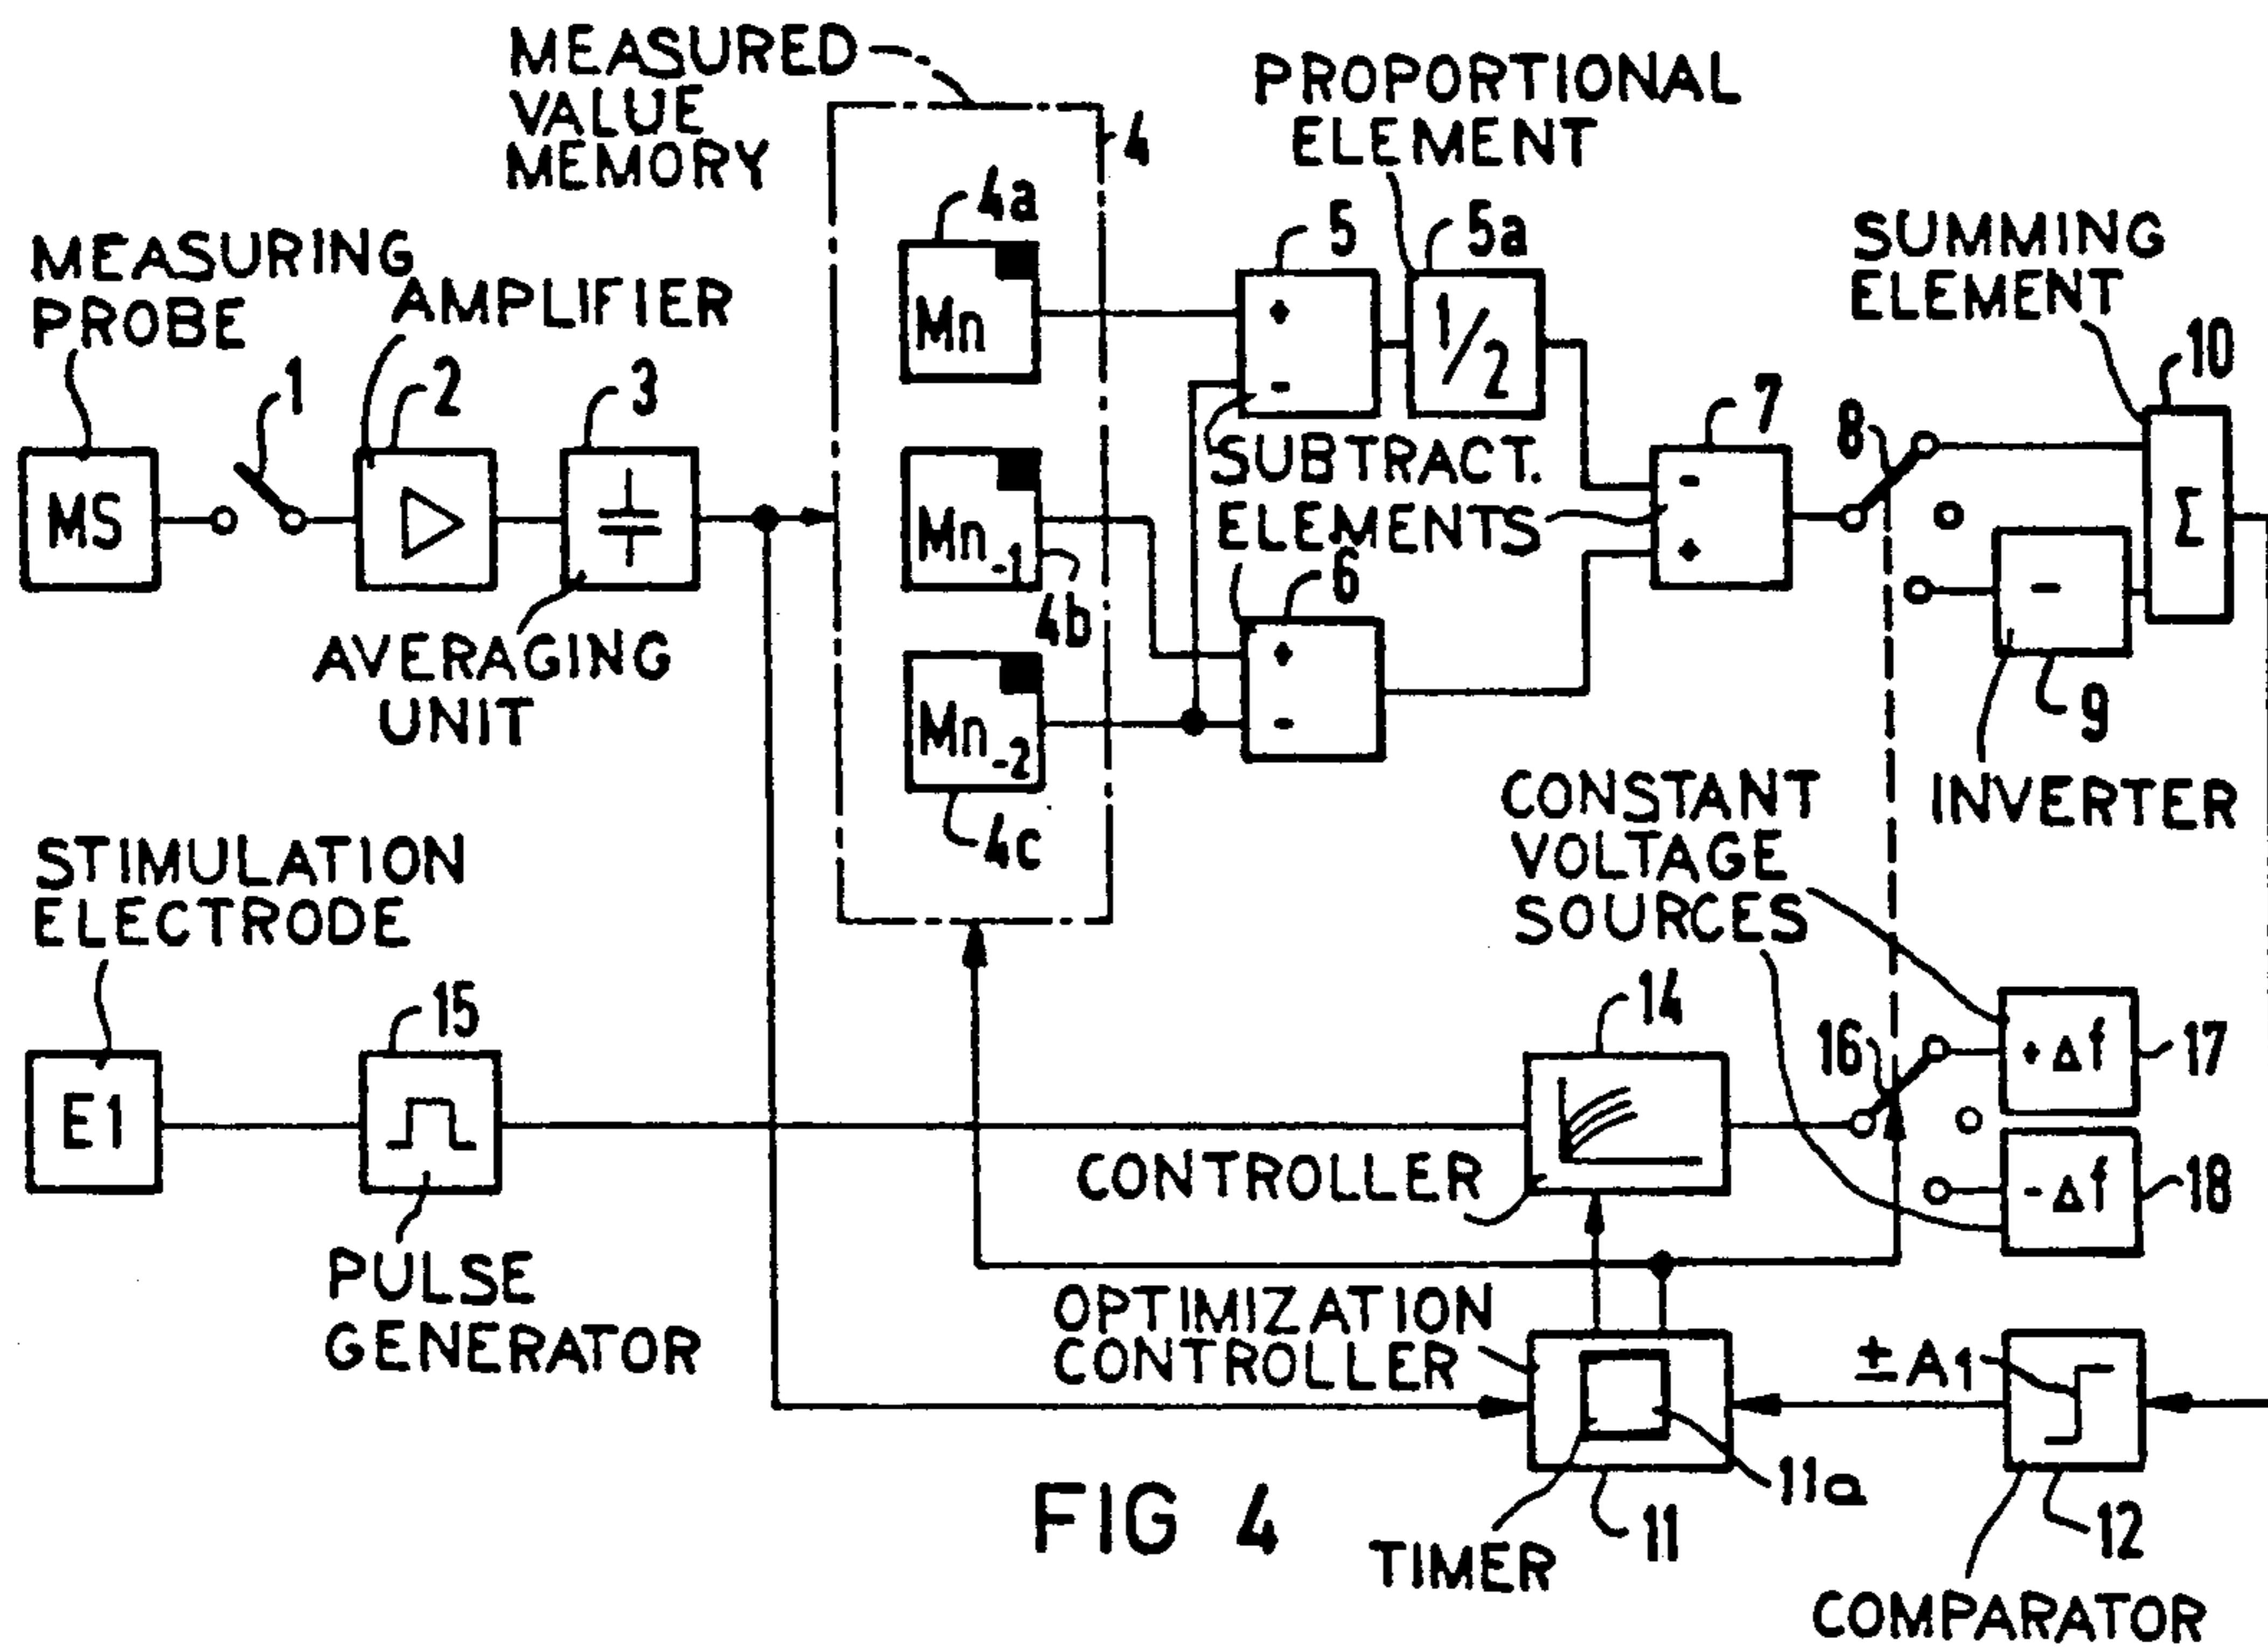 MEASURED
VALUE
MEMORY
4
PROPORTIONAL
ELEMENT
4a
5
5a
SUMMING
ELEMENT
10
MEASURING
PROBE
AMPLIFIER
1
2
3
Mn
+
-
1/2
7
8
MS
Mn-1
4b
SUBTRACT.
ELEMENTS
-
+
Σ
-
9
INVERTER
AVERAGING
UNIT
6
+
-
Mn-2
4c
CONSTANT
VOLTAGE
SOURCES
STIMULATION
ELECTRODE
15
14
16
+Δf
17
E1
CONTROLLER
-Δf
18
PULSE
GENERATOR
OPTIMIZATION
CONTROLLER
±A1
11a
TIMER
11
12
COMPARATOR
FIG 4